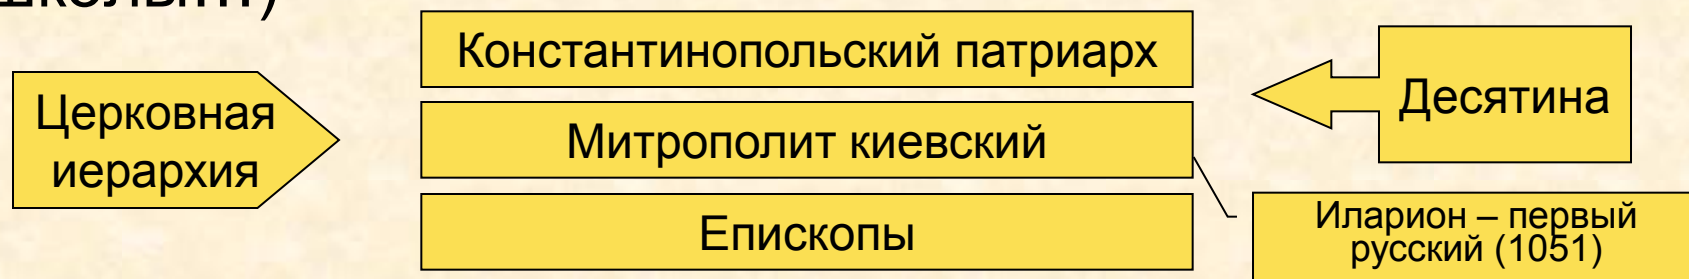 Церковная
иерархия
Константинопольский патриарх
Митрополит киевский
Епископы
Десятина
Иларион – первый
русский (1051)